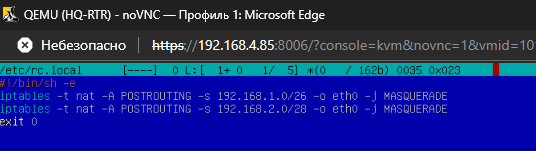 QEMU (HQ-RTR) - noVNC — Профиль 1: Microsoft Edge
Небезопасно https://192.168.4.85:8006/?console=kvm&novnc=1&vmid=10
/etc/rc.local [----] 0 L:[ 1+ 0 1/ 5] *(0 / 162b) 0035 0x023
#!/bin/sh -e
iptables -t nat -A POSTROUTING -s 192.168.1.0/26 -o eth0 -j MASQUERADE
iptables -t nat -A POSTROUTING -s 192.168.2.0/28 -o eth0 -j MASQUERADE
exit 0